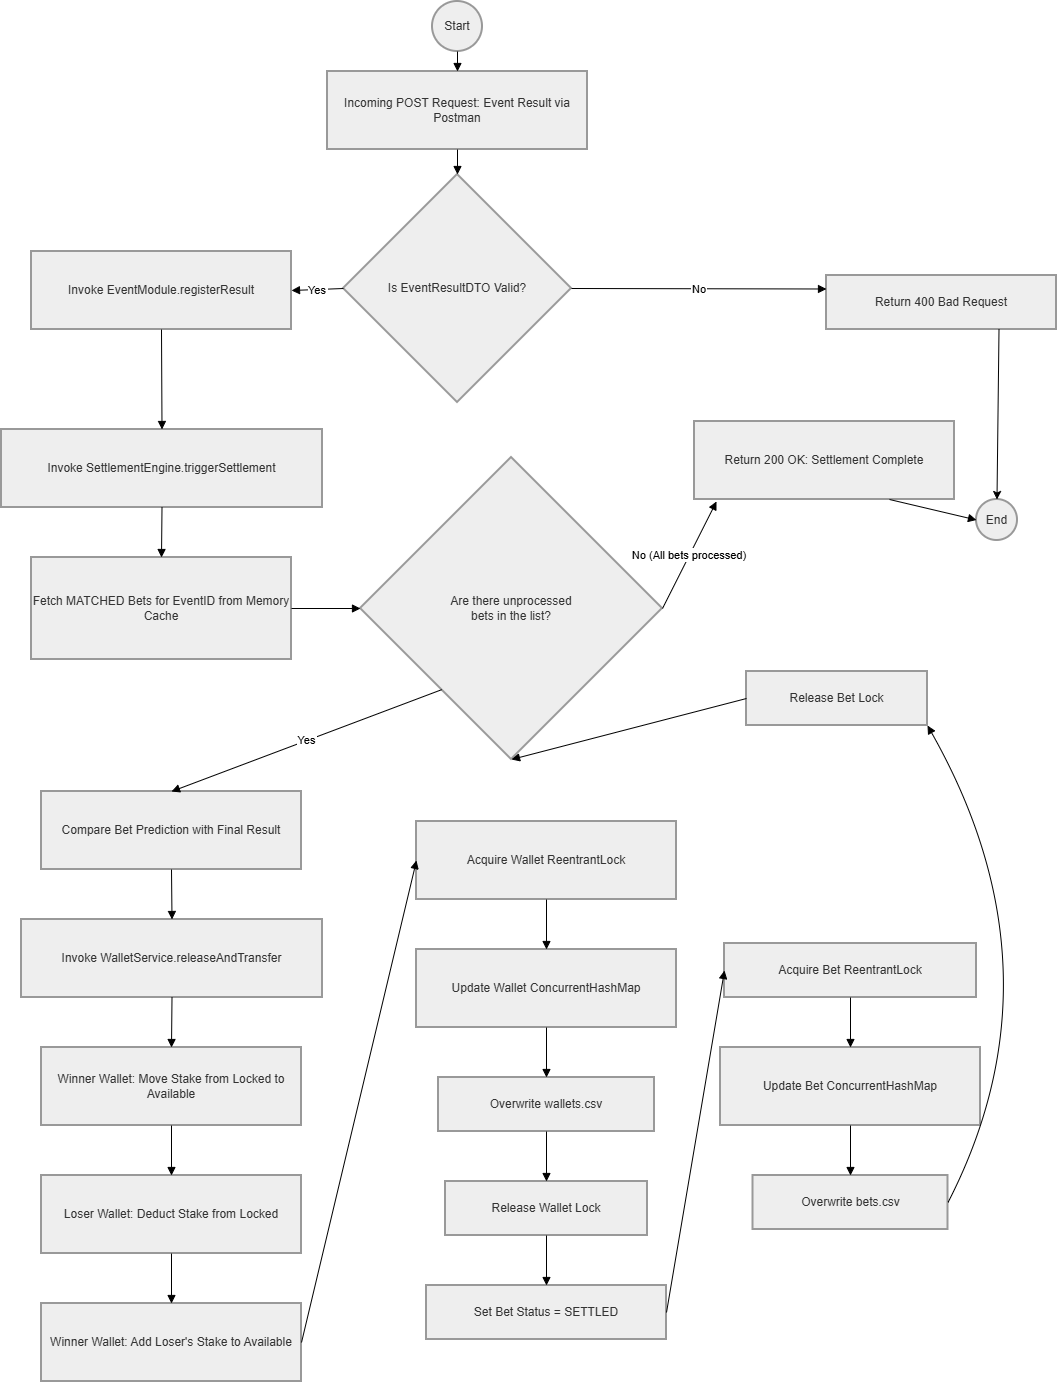 Start
Incoming POST Request: Event Result via
Postman
Is EventResultDTO Valid?
Yes
No
Invoke EventModule.registerResult
Return 400 Bad Request
Invoke SettlementEngine.triggerSettlement
Return 200 OK: Settlement Complete
End
Fetch MATCHED Bets for EventID from Memory
Cache
Are there unprocessed
bets in the list?
No (All bets processed)
Yes
Release Bet Lock
Compare Bet Prediction with Final Result
Invoke WalletService.releaseAndTransfer
Winner Wallet: Move Stake from Locked to
Available
Loser Wallet: Deduct Stake from Locked
Winner Wallet: Add Loser's Stake to Available
Acquire Wallet ReentrantLock
Update Wallet ConcurrentHashMap
Overwrite wallets.csv
Release Wallet Lock
Set Bet Status = SETTLED
Acquire Bet ReentrantLock
Update Bet ConcurrentHashMap
Overwrite bets.csv